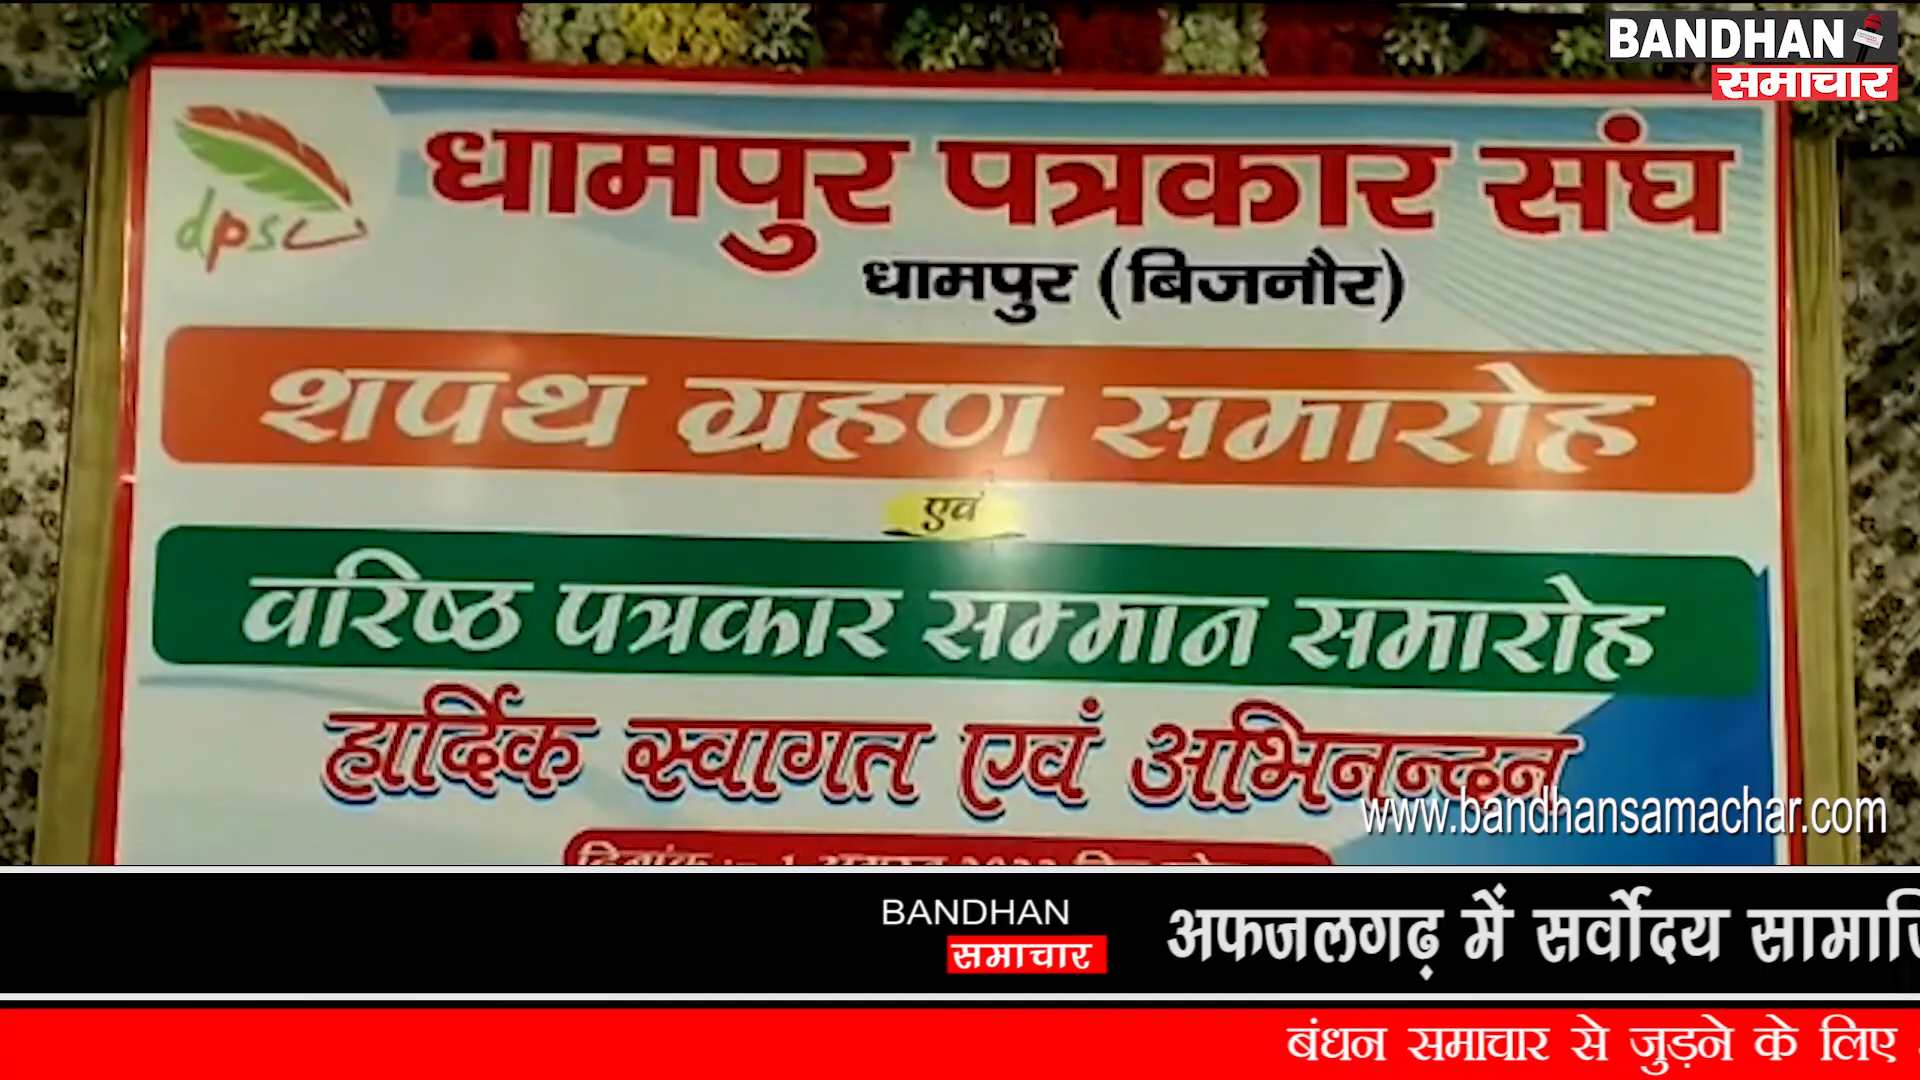 BANDHAN
समाचार
dps
धामपुर पत्रकार संघ
धामपुर (बिजनौर)
शपथ ग्रहण समारोह
एवं
वरिष्ठ पत्रकार सम्मान समारोह
हार्दिक स्वागत एवं अभिनन्दन
www.bandhansamachar.com
BANDHAN
समाचार
अफजलगढ़ में सर्वोदय
बंधन समाचार से जुड़ने के लिए